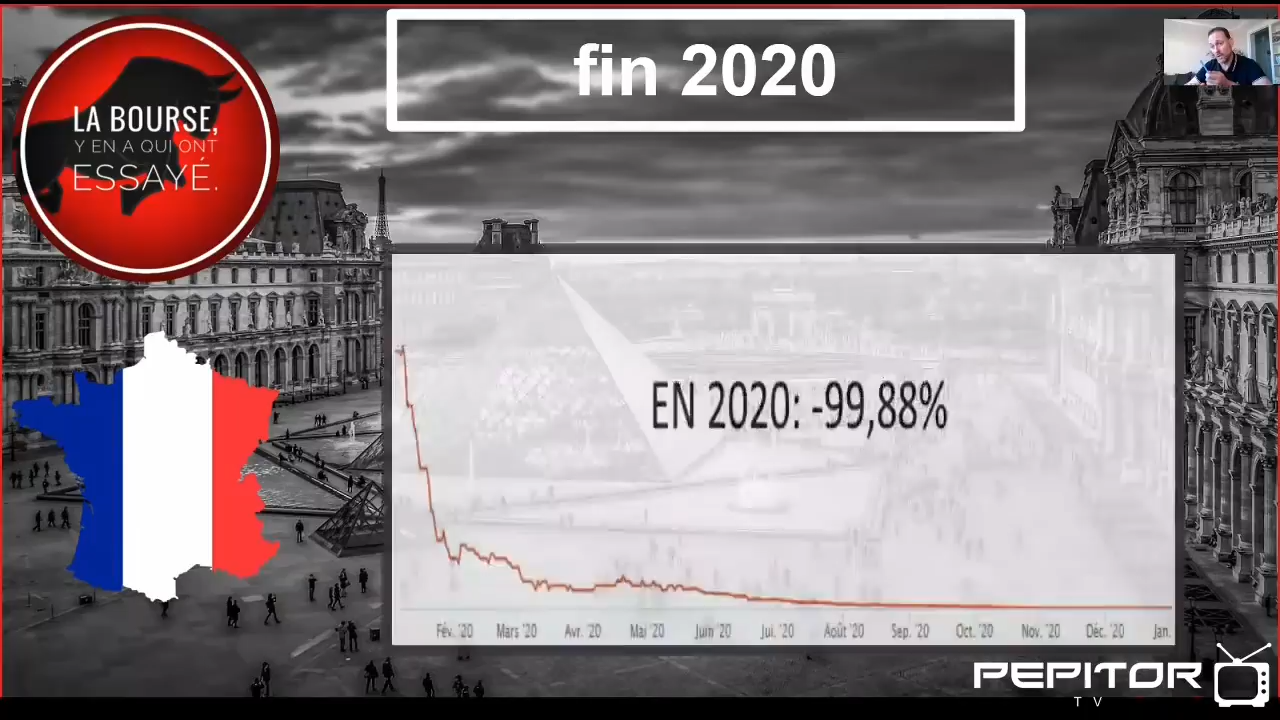 fin 2020
LA BOURSE,
Y EN A QUI ONT
ESSAYÉ.
EN 2020: -99,88%
Fév. '20 Mars '20 Avr. '20 Mai '20 Juin '20 Jui. '20 Août '20 Sep. '20 Oct. '20 Nov. '20 Déc. '20 Jan.
PEPITOR
TV